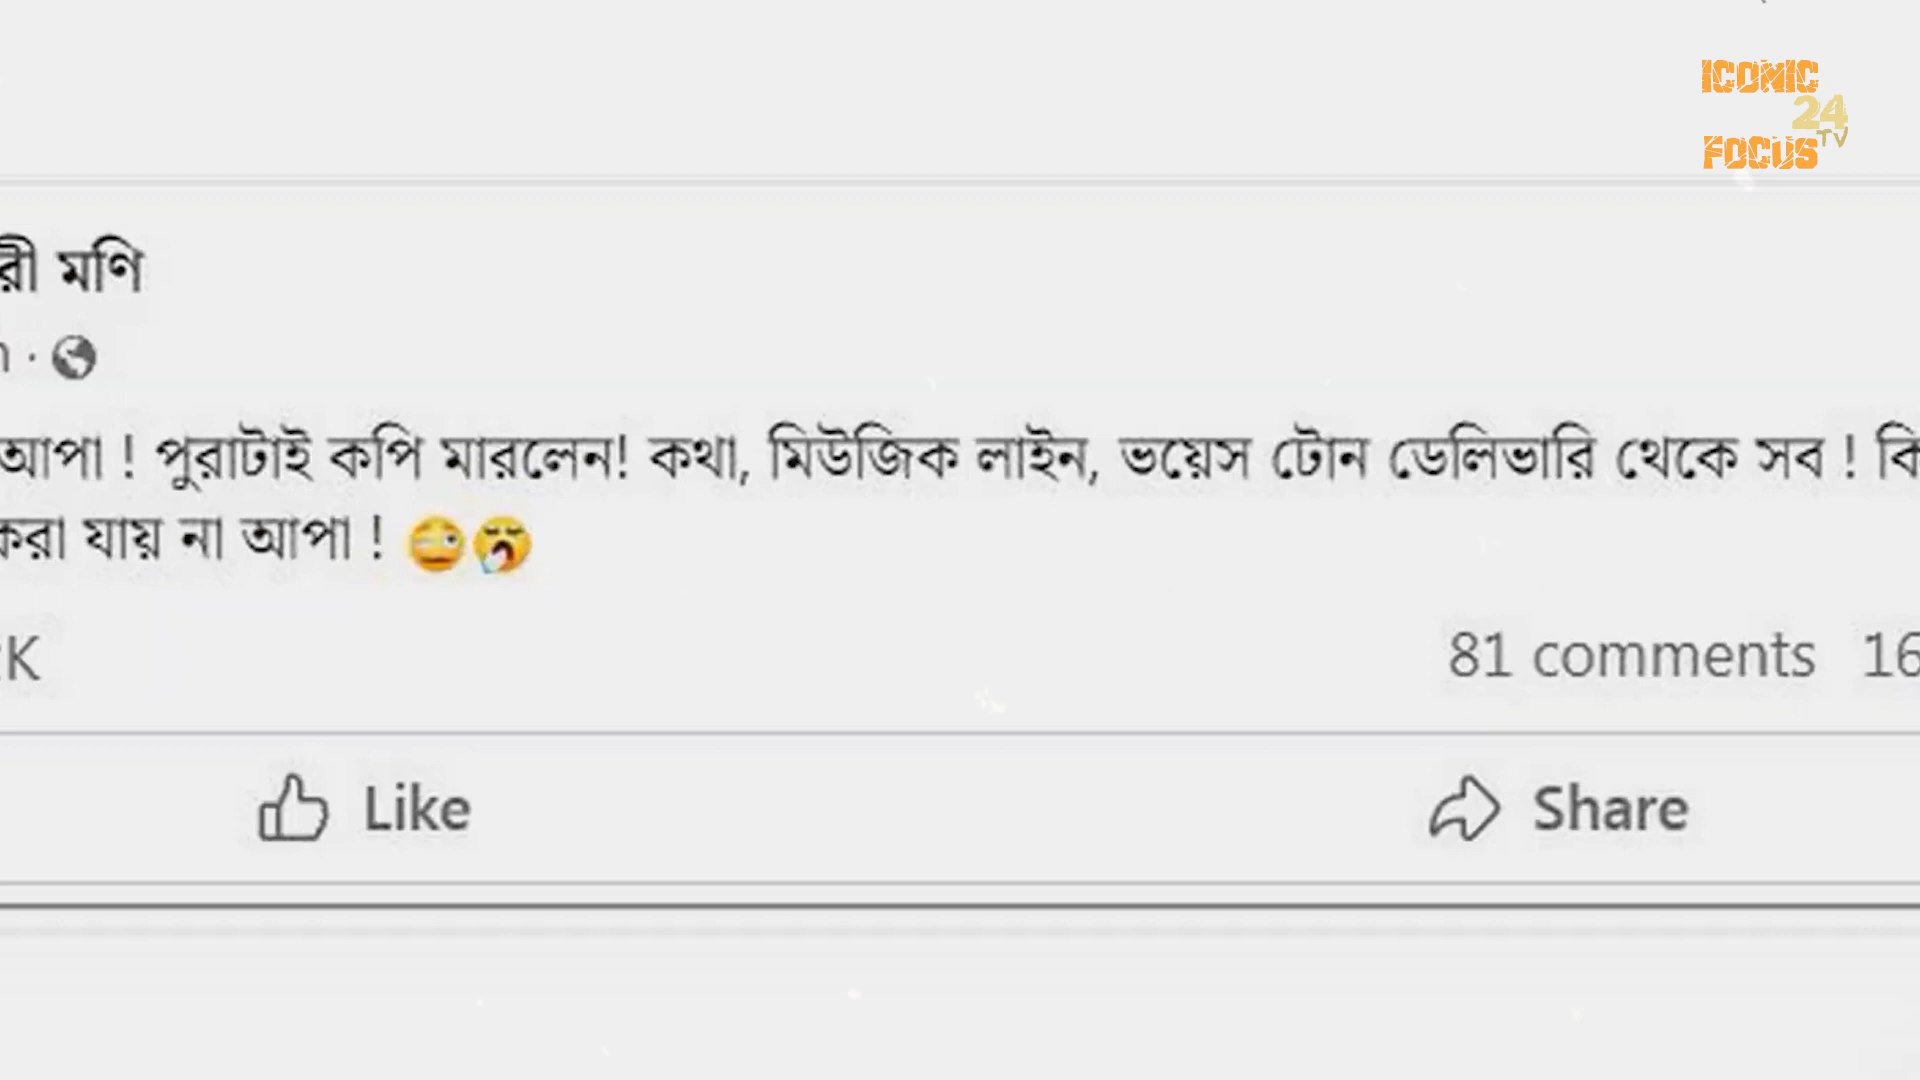 ICONIC
24
TV
FOCUS
রী মণি
আপা ! পুরাটাই কপি মারলেন! কথা, মিউজিক লাইন, ভয়েস টোন ডেলিভারি থেকে সব ! কি
করা যায় না আপা !
K
81 comments 16
Like
Share